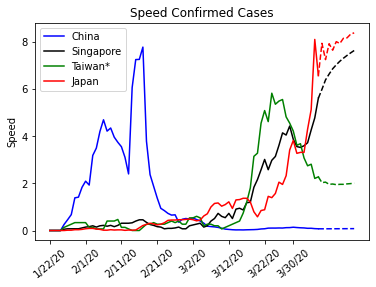 Speed Confirmed Cases
China
Singapore
Taiwan*
Japan
Speed
8
6
4
2
0
1/22/20
2/1/20
2/11/20
2/21/20
3/2/20
3/12/20
3/22/20
3/30/20